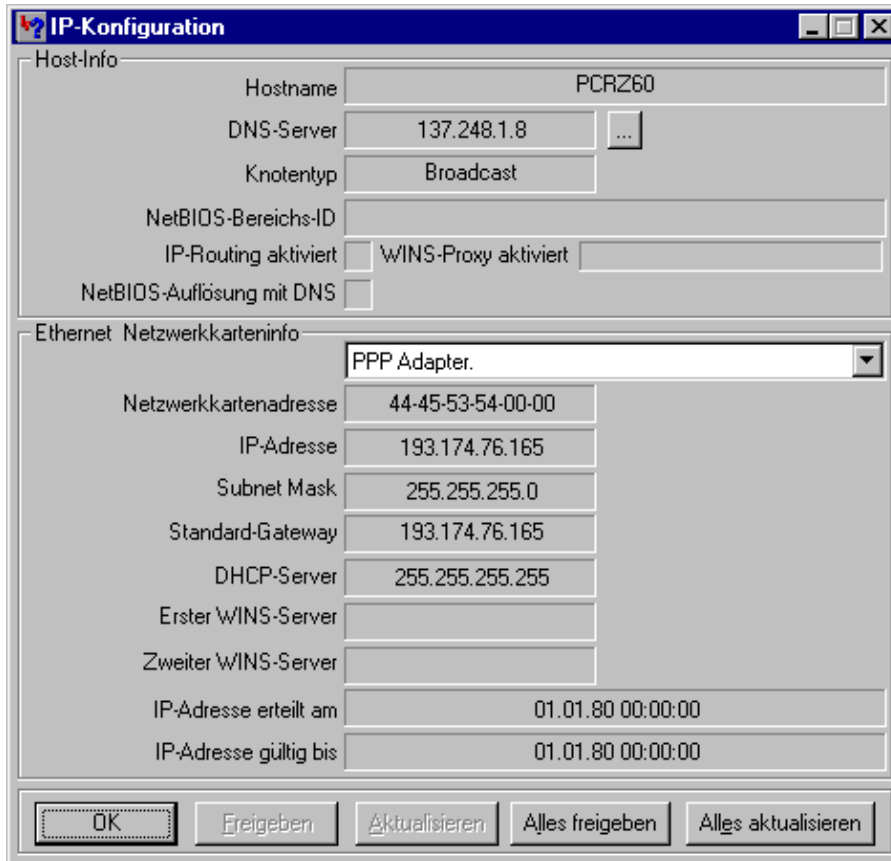 IP-Konfiguration
Host-Info
Hostname PCRZ60
DNS-Server 137.248.1.8 ...
Knotentyp Broadcast
NetBIOS-Bereichs-ID
IP-Routing aktiviert WINS-Proxy aktiviert
NetBIOS-Auflösung mit DNS
Ethernet Netzwerkkarteninfo
PPP Adapter.
Netzwerkkartenadresse 44-45-53-54-00-00
IP-Adresse 193.174.76.165
Subnet Mask 255.255.255.0
Standard-Gateway 193.174.76.165
DHCP-Server 255.255.255.255
Erster WINS-Server
Zweiter WINS-Server
IP-Adresse erteilt am 01.01.80 00:00:00
IP-Adresse gültig bis 01.01.80 00:00:00
OK Freigeben Aktualisieren Alles freigeben Alles aktualisieren